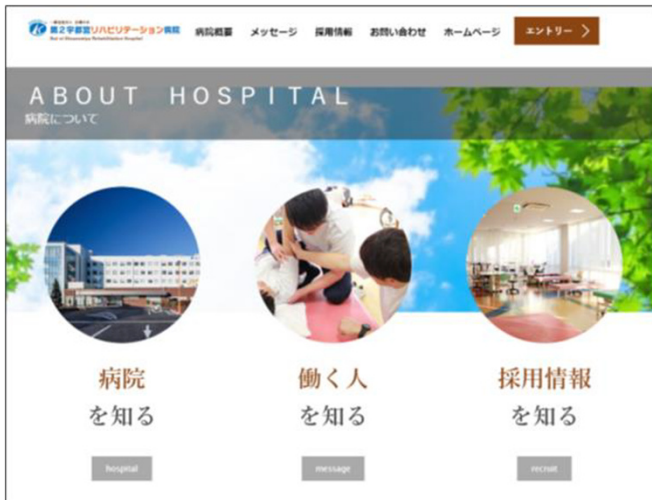 第2宇都宮リハビリテーション病院
病院概要 メッセージ 採用情報 お問い合わせ ホームページ エントリー
ABOUT HOSPITAL
病院について
病院
を知る
hospital
働く人
を知る
message
採用情報
を知る
recruit